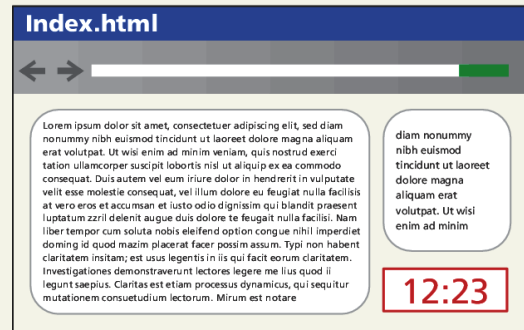 Index.html
Lorem ipsum dolor sit amet, consectetuer adipiscing elit, sed diam
nonummy nibh euismod tincidunt ut laoreet dolore magna aliquam
erat volutpat. Ut wisi enim ad minim veniam, quis nostrud exerci
tation ullamcorper suscipit lobortis nisl ut aliquip ex ea commodo
consequat. Duis autem vel eum iriure dolor in hendrerit in vulputate
velit esse molestie consequat, vel illum dolore eu feugiat nulla facilisis
at vero eros et accumsan et iusto odio dignissim qui blandit praesent
luptatum zzril delenit augue duis dolore te feugait nulla facilisi. Nam
liber tempor cum soluta nobis eleifend option congue nihil imperdiet
doming id quod mazim placerat facer possim assum. Typi non habent
claritatem insitam; est usus legentis in iis qui facit eorum claritatem.
Investigationes demonstraverunt lectores legere me lius quod ii
legunt saepius. Claritas est etiam processus dynamicus, qui sequitur
mutationem consuetudium lectorum. Mirum est notare
diam nonummy
nibh euismod
tincidunt ut laoreet
dolore magna
aliquam erat
volutpat. Ut wisi
enim ad minim
12:23